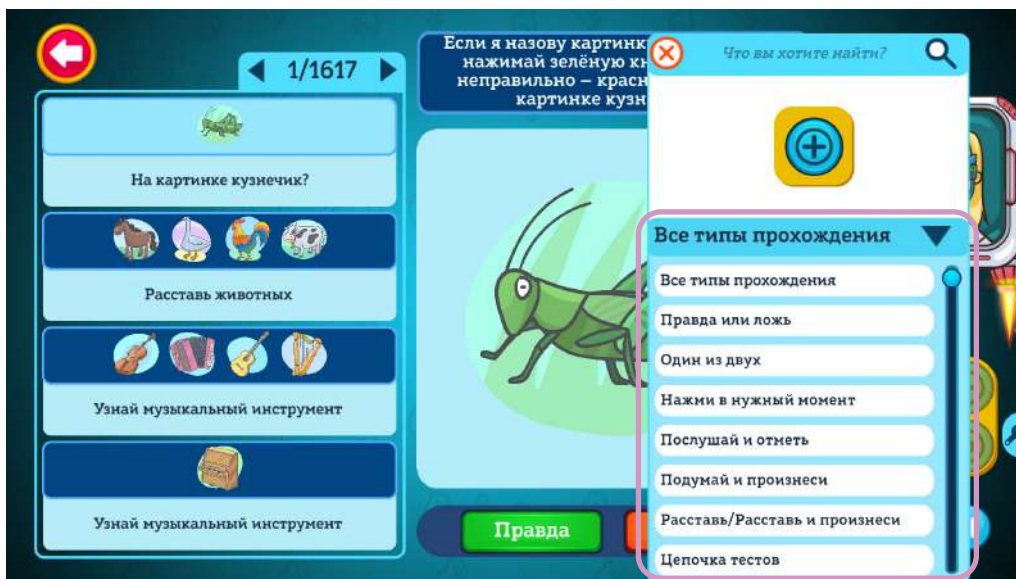 1/1617
На картинке кузнечик?
Расставь животных
Узнай музыкальный инструмент
Узнай музыкальный инструмент
Если я назову картинк
нажимай зелёную кн
неправильно – красн
картинке кузн
Правда
Что вы хотите найти?
Все типы прохождения
Все типы прохождения
Правда или ложь
Один из двух
Нажми в нужный момент
Послушай и отметь
Подумай и произнеси
Расставь/Расставь и произнеси
Цепочка тестов